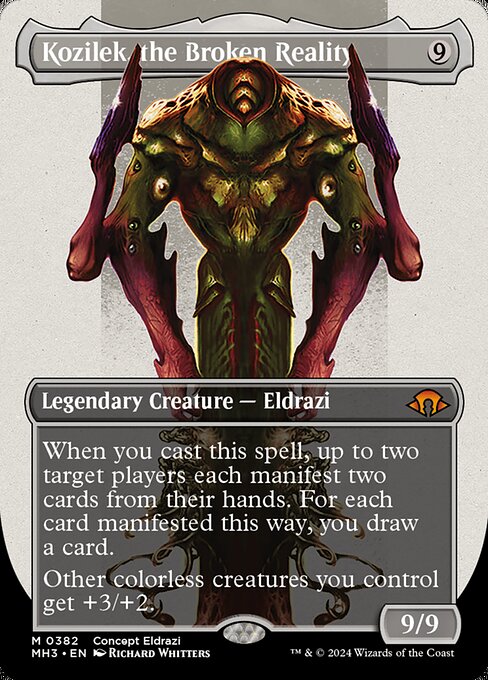 Kozilek, the Broken Reality 9
Legendary Creature — Eldrazi
When you cast this spell, up to two
target players each manifest two
cards from their hands. For each
card manifested this way, you draw
a card.
Other colorless creatures you control
get +3/+2.
9/9
M 0382 Concept Eldrazi
MH3 • EN Richard Whitters
™ & © 2024 Wizards of the Coast